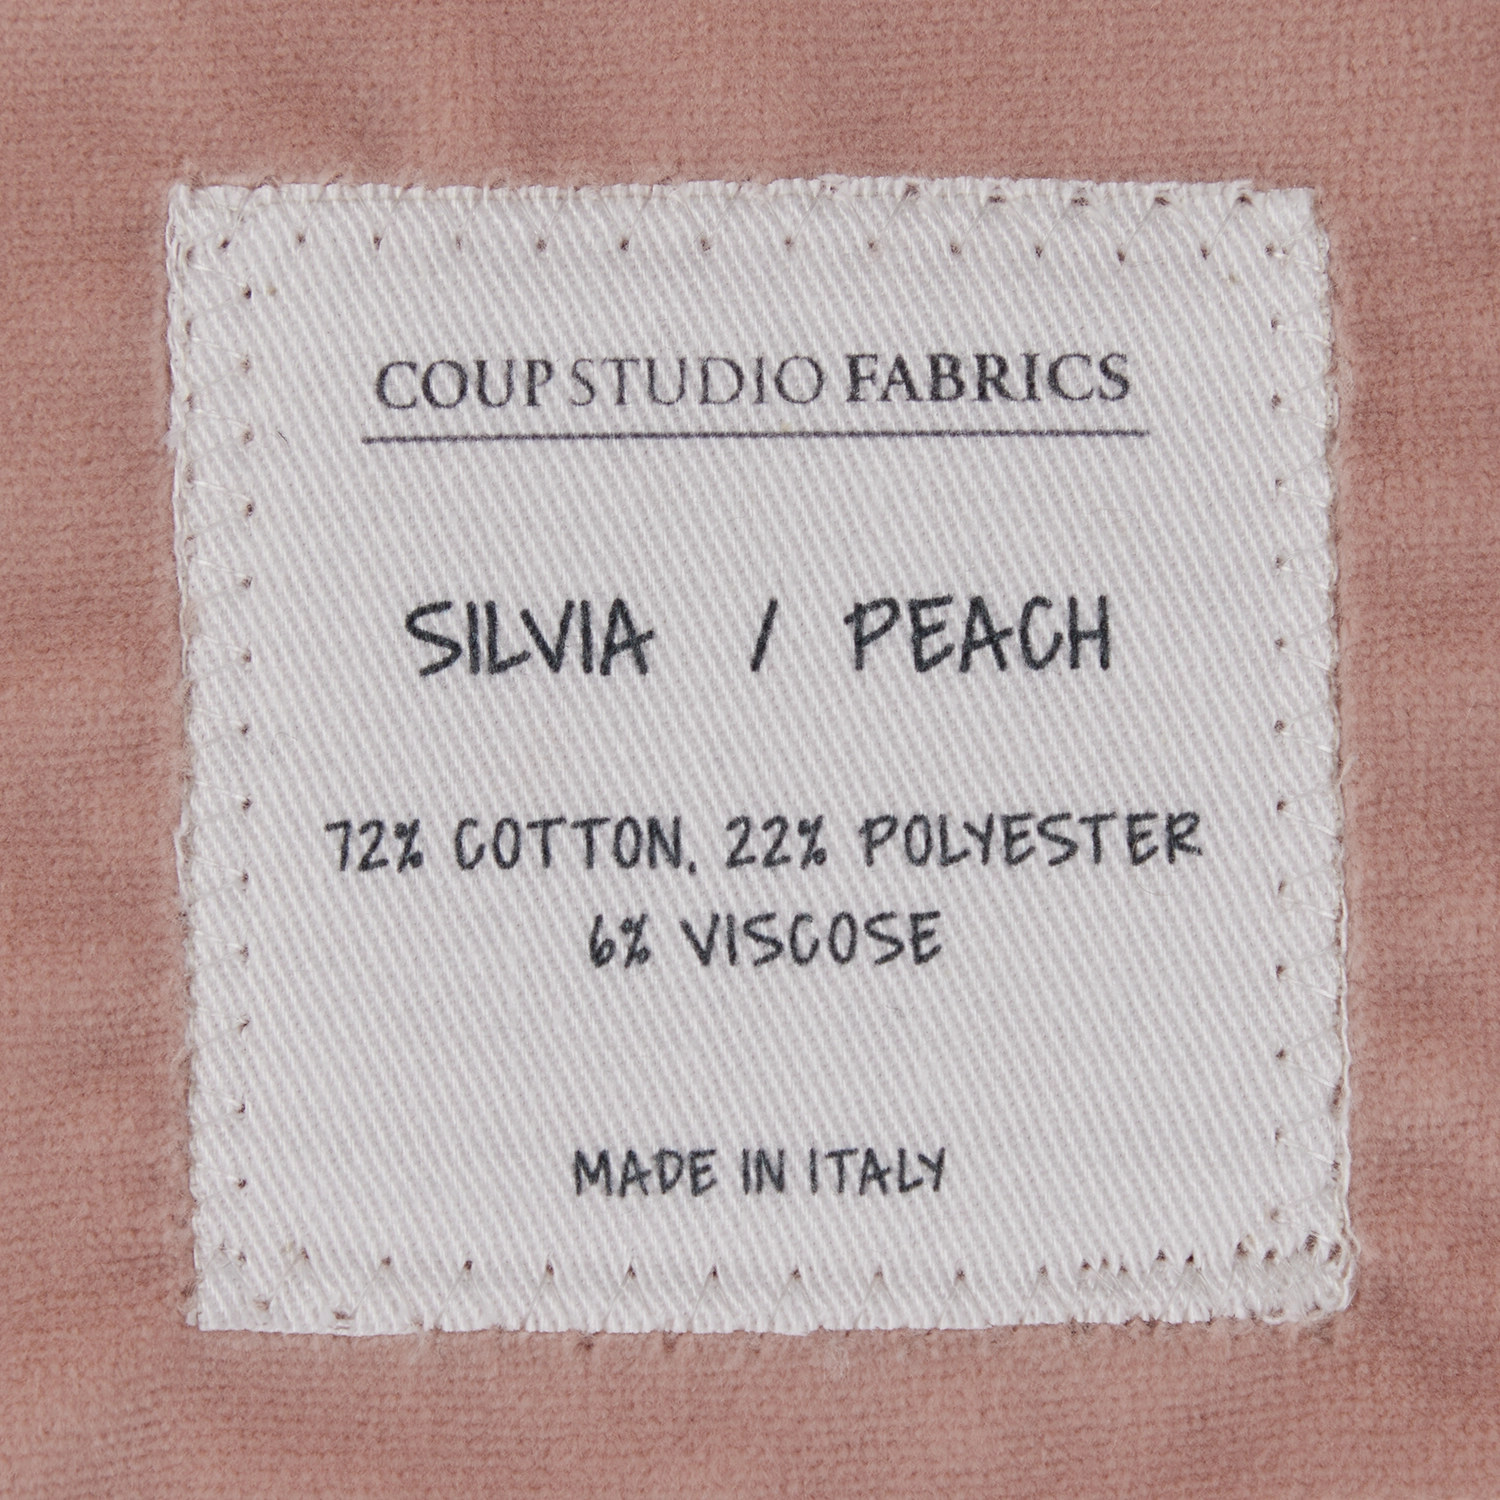 COUP STUDIO FABRICS
SILVIA / PEACH
72% COTTON, 22% POLYESTER
6% VISCOSE
MADE IN ITALY